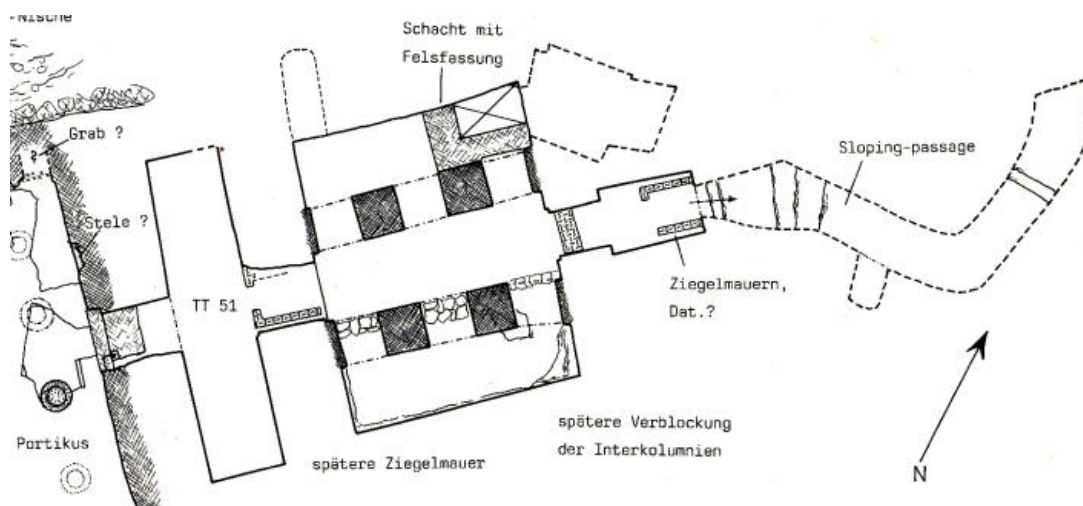 -Nische
Schacht mit
Felsfassung
Grab ?
Sloping-passage
Stele ?
TT 51
Ziegelmauern,
Dat.?
spätere Verblockung
der Interkolumnien
Portikus
spätere Ziegelmauer
N